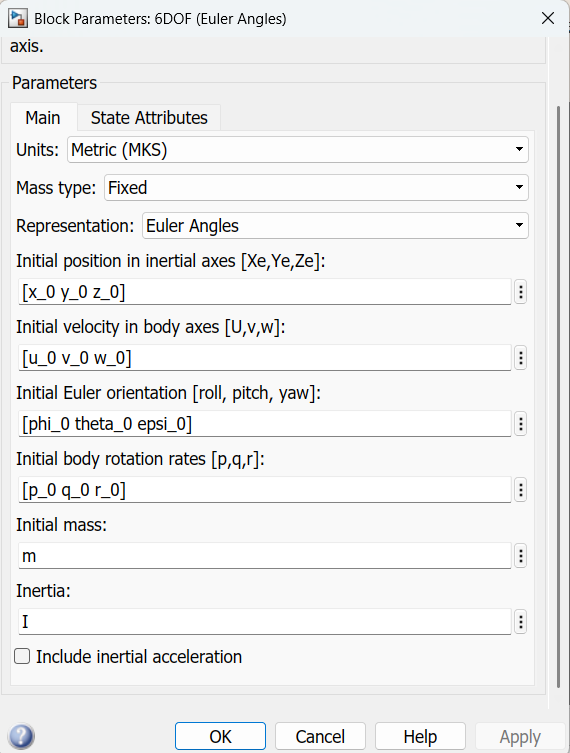 Block Parameters: 6DOF (Euler Angles)
axis.
Parameters
Main State Attributes
Units: Metric (MKS)
Mass type: Fixed
Representation: Euler Angles
Initial position in inertial axes [Xe,Ye,Ze]:
[x_0 y_0 z_0]
Initial velocity in body axes [U,v,w]:
[u_0 v_0 w_0]
Initial Euler orientation [roll, pitch, yaw]:
[phi_0 theta_0 epsi_0]
Initial body rotation rates [p,q,r]:
[p_0 q_0 r_0]
Initial mass:
m
Inertia:
I
Include inertial acceleration
OK Cancel Help Apply